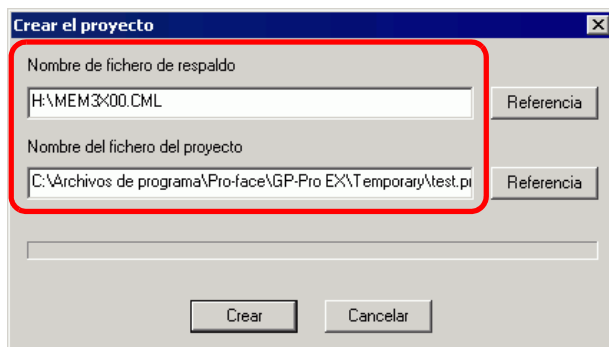 Crear el proyecto
Nombre de fichero de respaldo
H:\MEM3X00.CML
Referencia
Nombre del fichero del proyecto
C:\Archivos de programa\Pro-face\GP-Pro EX\Temporary\test.pr
Referencia
Crear
Cancelar